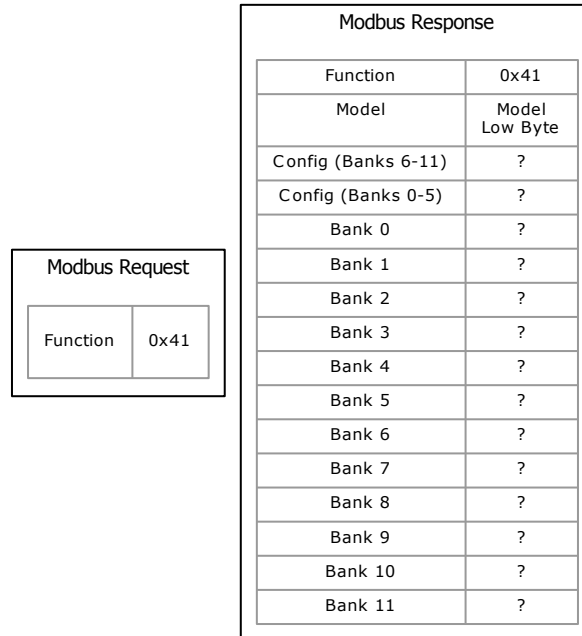 Modbus Request
Function 0x41
Modbus Response
Function 0x41
Model Model
Low Byte
Config (Banks 6-11) ?
Config (Banks 0-5) ?
Bank 0 ?
Bank 1 ?
Bank 2 ?
Bank 3 ?
Bank 4 ?
Bank 5 ?
Bank 6 ?
Bank 7 ?
Bank 8 ?
Bank 9 ?
Bank 10 ?
Bank 11 ?